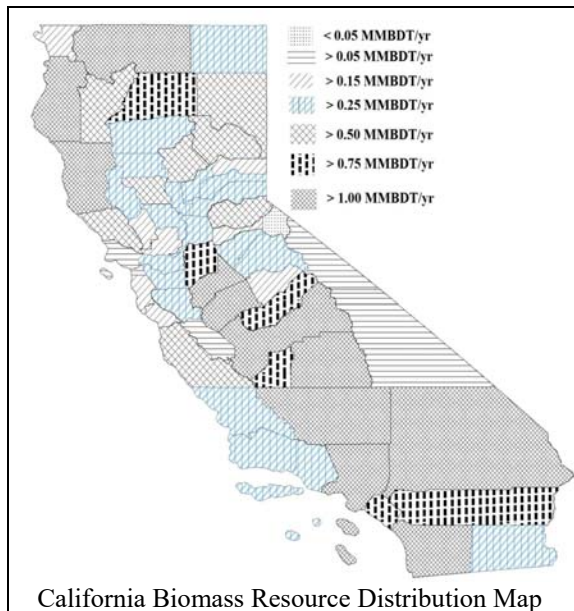 < 0.05 MMBDT/yr
> 0.05 MMBDT/yr
> 0.15 MMBDT/yr
> 0.25 MMBDT/yr
> 0.50 MMBDT/yr
> 0.75 MMBDT/yr
> 1.00 MMBDT/yr
California Biomass Resource Distribution Map